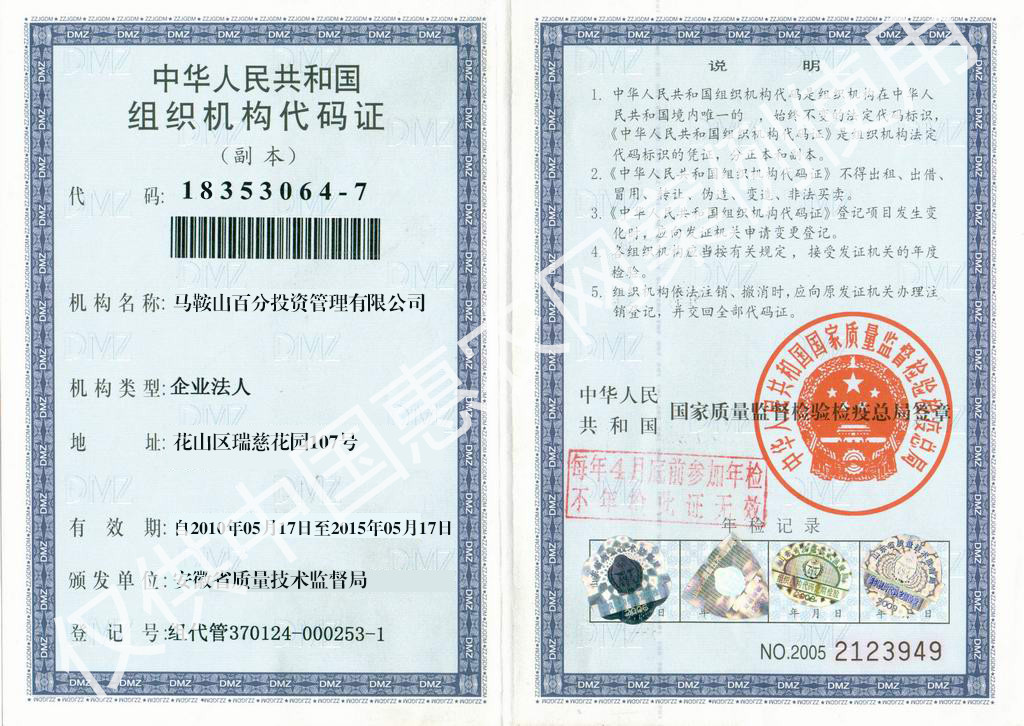 中华人民共和国
组织机构代码证
（副本）
代 码: 18353064-7
机构名称: 马鞍山百分投资管理有限公司
机构类型: 企业法人
地 址: 花山区瑞慈花园107号
有 效 期: 自2010年05月17日至2015年05月17日
颁发单位: 安徽省质量技术监督局
登 记 号: 组代管370124-000253-1
说 明
1. 中华人民共和国组织机构代码是组织机构在中华人
民共和国境内唯一的 , 始终不变的法定代码标识,
《中华人民共和国组织机构代码证》是组织机构法定
代码标识的凭证, 分正本和副本。
2. 《中华人民共和国组织机构代码证》不得出租、出借、
冒用、转让、伪造、变造、非法买卖。
3. 《中华人民共和国组织机构代码证》登记项目发生变
化时, 应向发证机关申请变更登记。
4. 各组织机构应当按有关规定 , 接受发证机关的年度
检验。
5. 组织机构依法注销、撤消时, 应向原发证机关办理注
销登记, 并交回全部代码证。
中华人民
共 和 国 国家质量监督检验检疫总局签章
中华人民共和国国家质量监督检验检疫总局
每年4月底前参加年检
不年检此证无效
年检记录
年 月 日
2008
2009
NO.2005 2123949